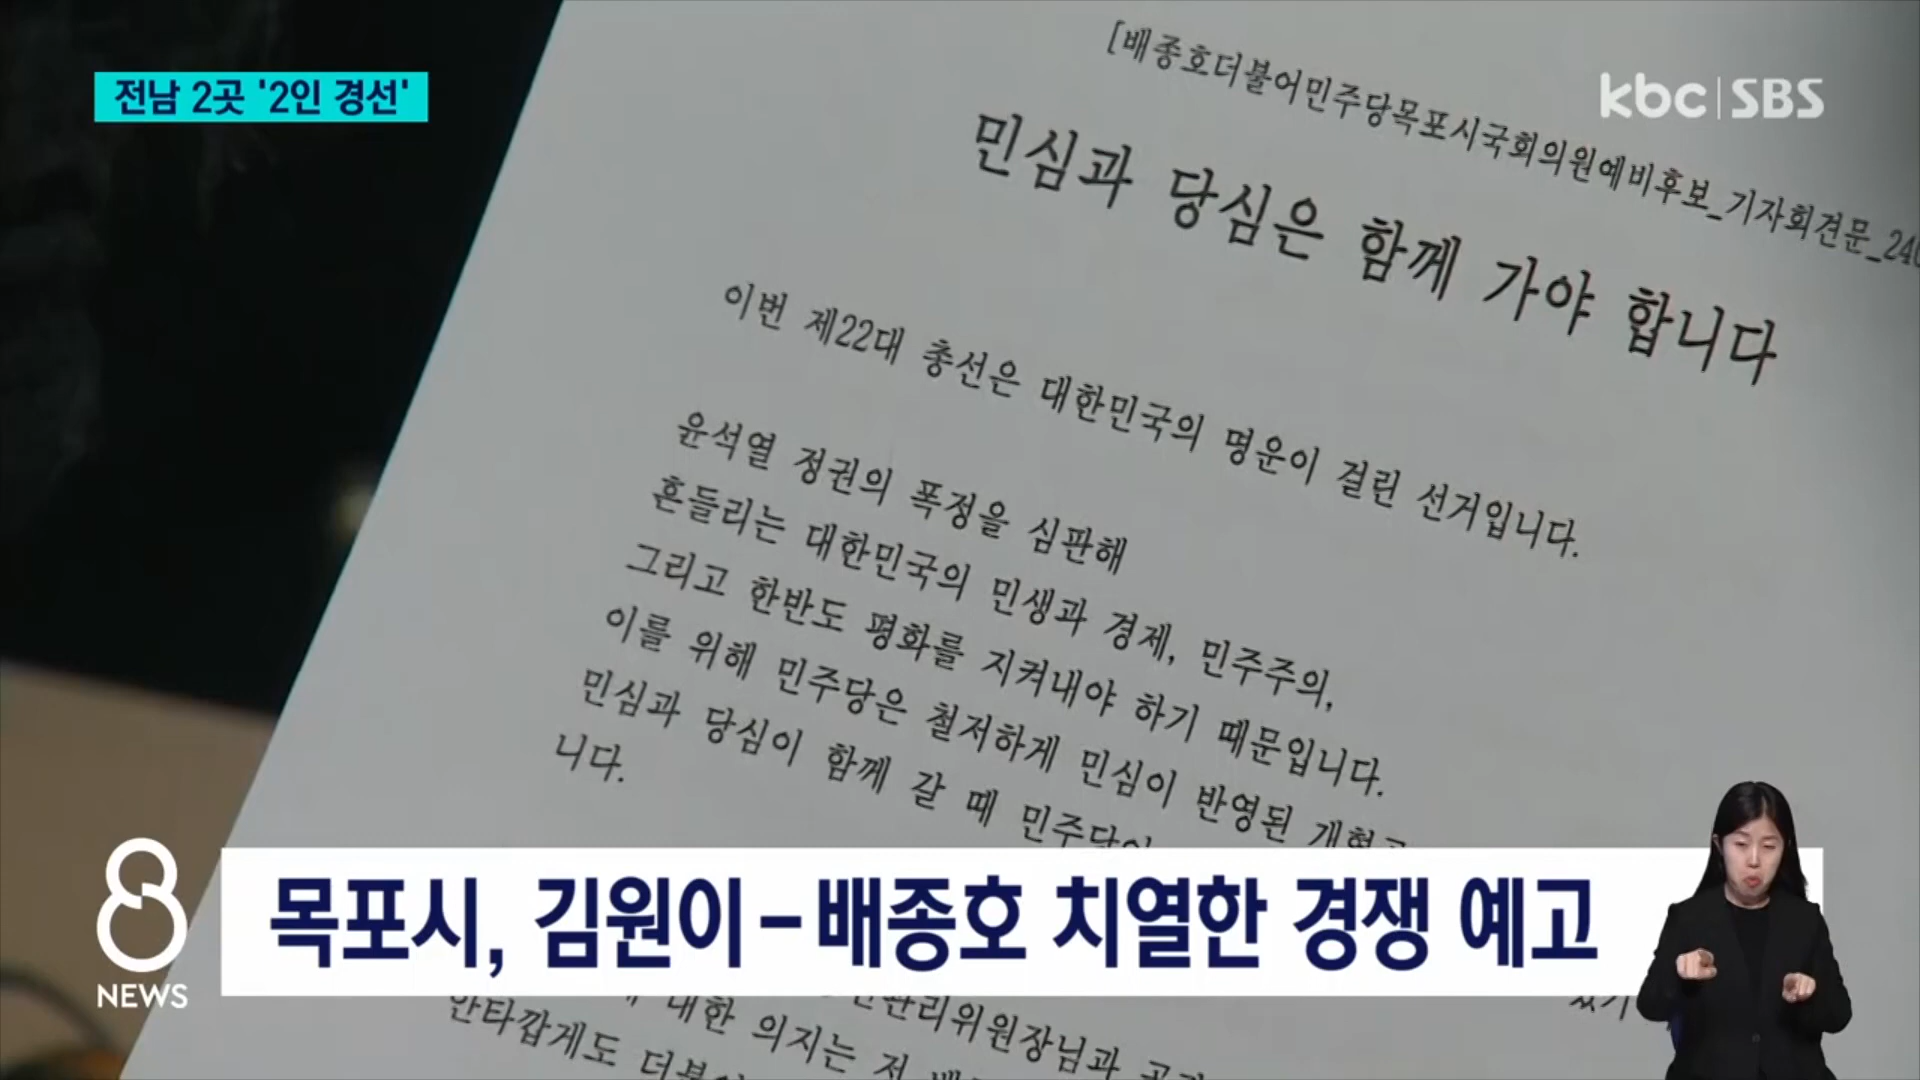 전남 2곳 '2인 경선'
kbc SBS
[배종호더불어민주당목포시국회의원예비후보_기자회견문_240
민심과 당심은 함께 가야 합니다
이번 제22대 총선은 대한민국의 명운이 걸린 선거입니다.
윤석열 정권의 폭정을 심판해
흔들리는 대한민국의 민생과 경제, 민주주의,
그리고 한반도 평화를 지켜내야 하기 때문입니다.
이를 위해 민주당은 철저하게 민심이 반영된
민심과 당심이 함께 갈 때
니다.
8 NEWS
목포시, 김원이-배종호 치열한 경쟁 예고
대한 의지는 저
안타깝게도